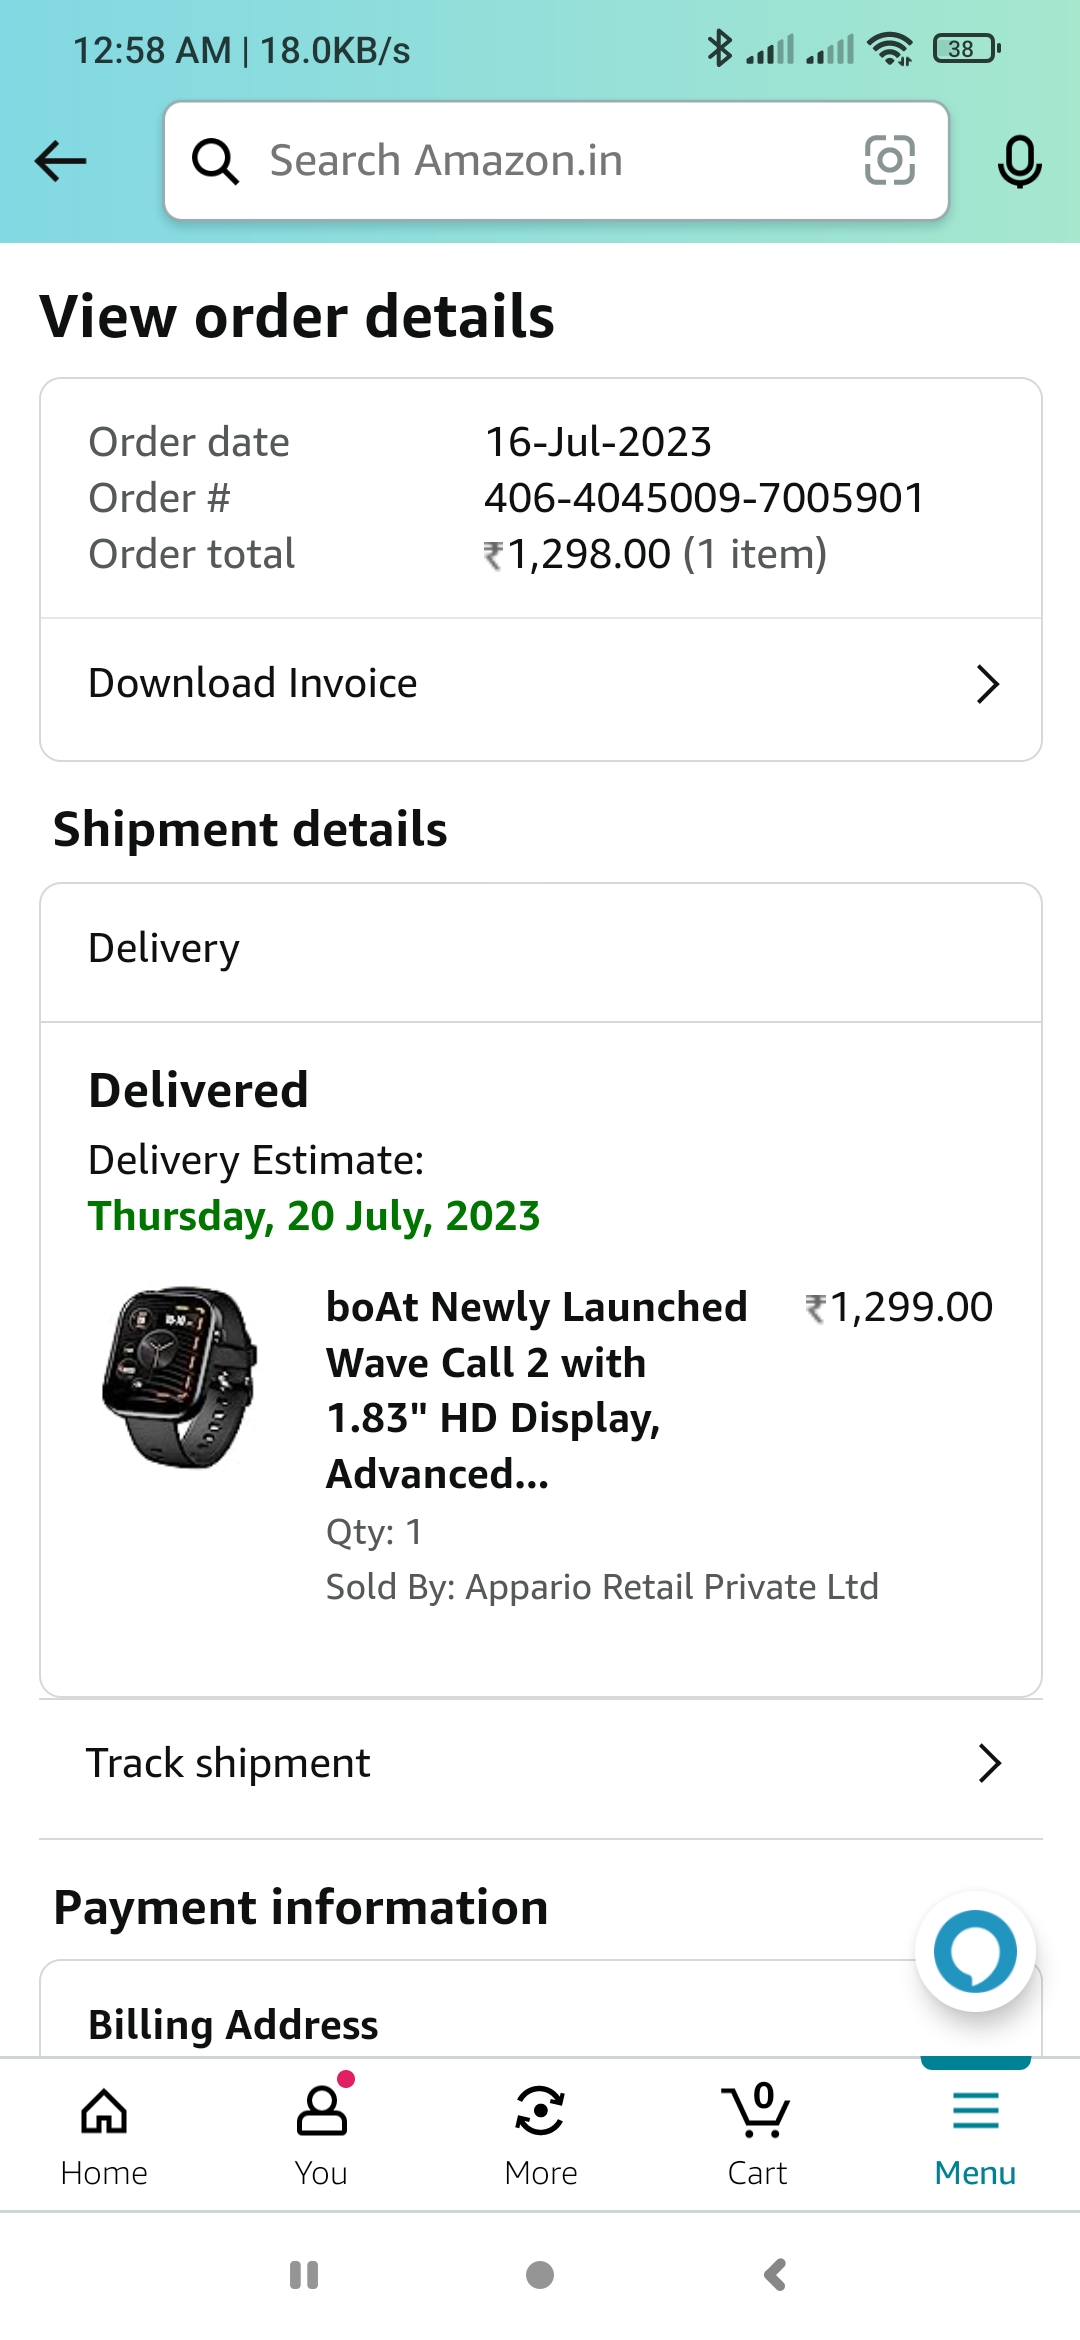 12:58 AM | 18.0KB/s
38
Search Amazon.in
View order details
Order date 16-Jul-2023
Order # 406-4045009-7005901
Order total ₹1,298.00 (1 item)
Download Invoice
Shipment details
Delivery
Delivered
Delivery Estimate:
Thursday, 20 July, 2023
boAt Newly Launched ₹1,299.00
Wave Call 2 with
1.83" HD Display,
Advanced...
Qty: 1
Sold By: Appario Retail Private Ltd
Track shipment
Payment information
Billing Address
0
Home You More Cart Menu